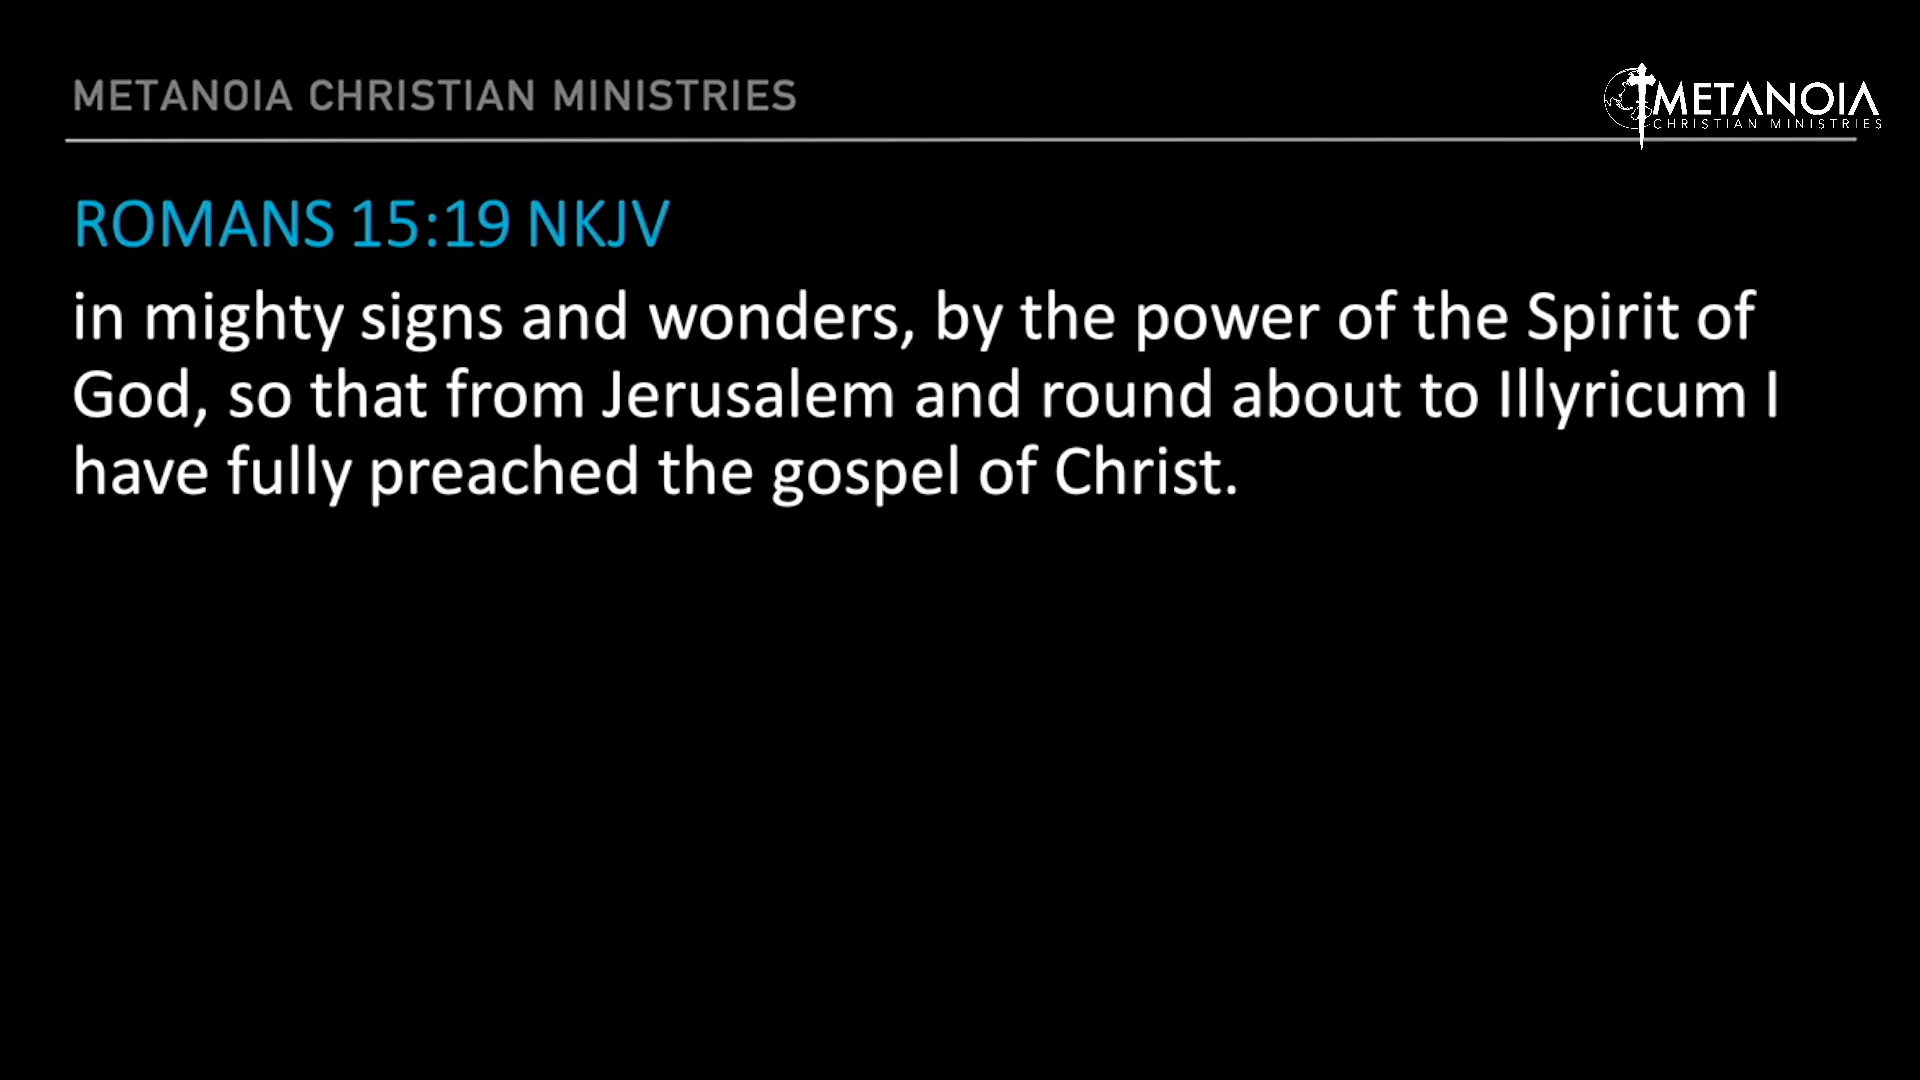 METANOIA CHRISTIAN MINISTRIES
METANOIA
CHRISTIAN MINISTRIES
ROMANS 15:19 NKJV
in mighty signs and wonders, by the power of the Spirit of
God, so that from Jerusalem and round about to Illyricum I
have fully preached the gospel of Christ.